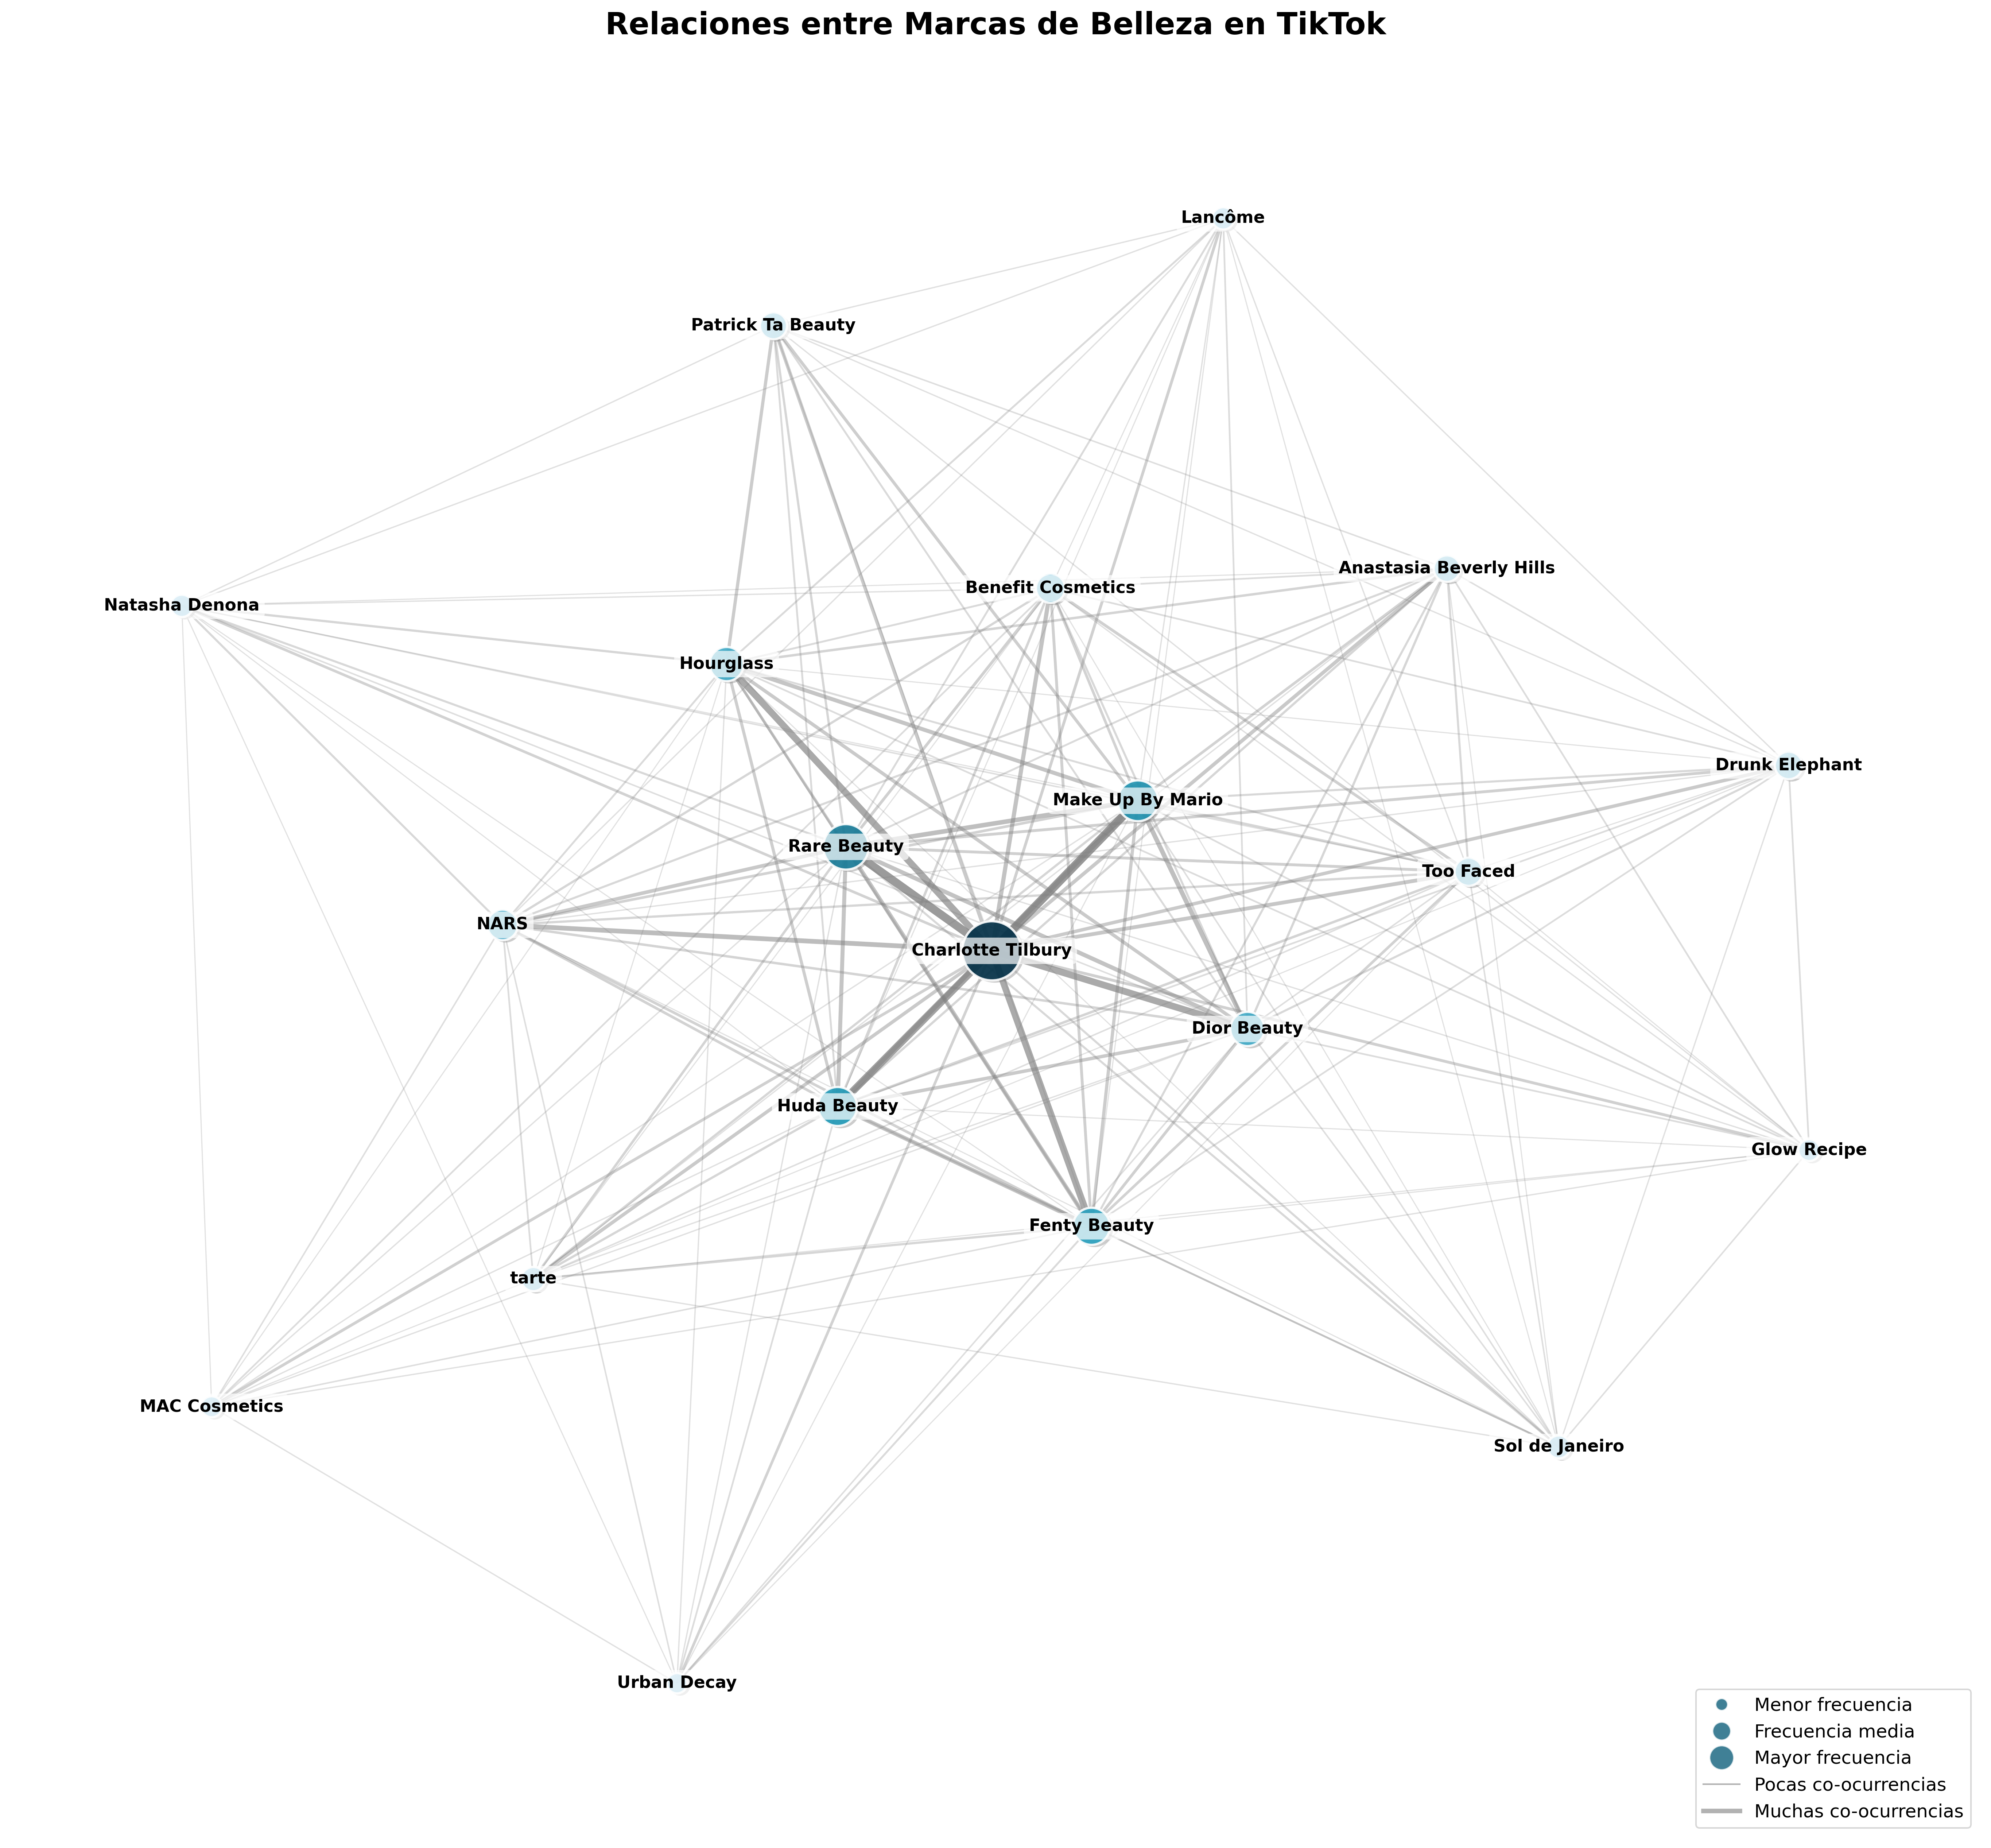 Relaciones entre Marcas de Belleza en TikTok
Lancôme
Patrick Ta Beauty
Anastasia Beverly Hills
Benefit Cosmetics
Natasha Denona
Hourglass
Drunk Elephant
Make Up By Mario
Rare Beauty
Too Faced
NARS
Charlotte Tilbury
Dior Beauty
Huda Beauty
Glow Recipe
Fenty Beauty
tarte
MAC Cosmetics
Sol de Janeiro
Urban Decay
Menor frecuencia
Frecuencia media
Mayor frecuencia
Pocas co-ocurrencias
Muchas co-ocurrencias